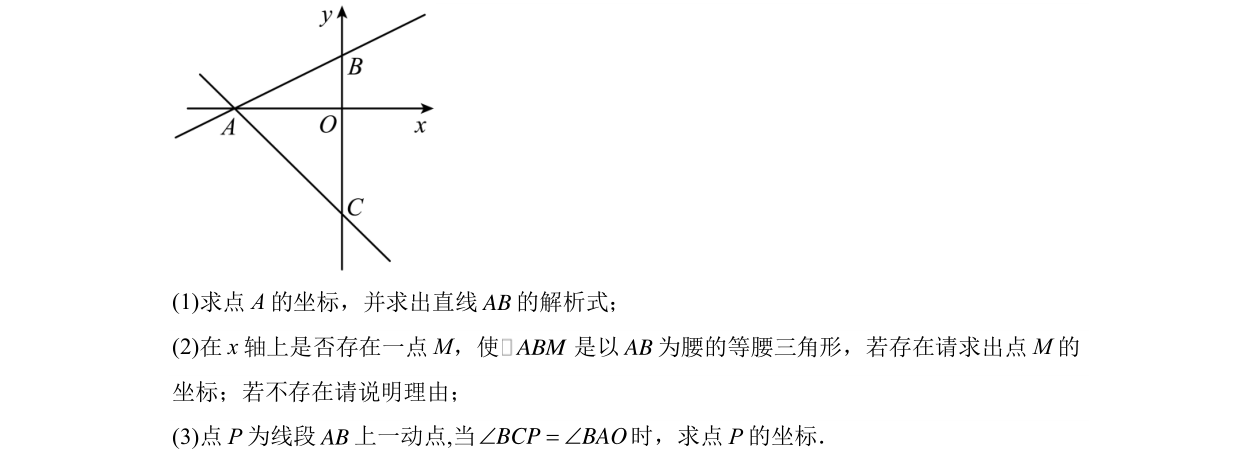 y
B
A
O
x
C
(1)求点 A 的坐标，并求出直线 AB 的解析式；
(2)在 x 轴上是否存在一点 M，使□ABM 是以 AB 为腰的等腰三角形，若存在请求出点 M 的
坐标；若不存在请说明理由；
(3)点 P 为线段 AB 上一动点,当∠BCP = ∠BAO时，求点 P 的坐标．